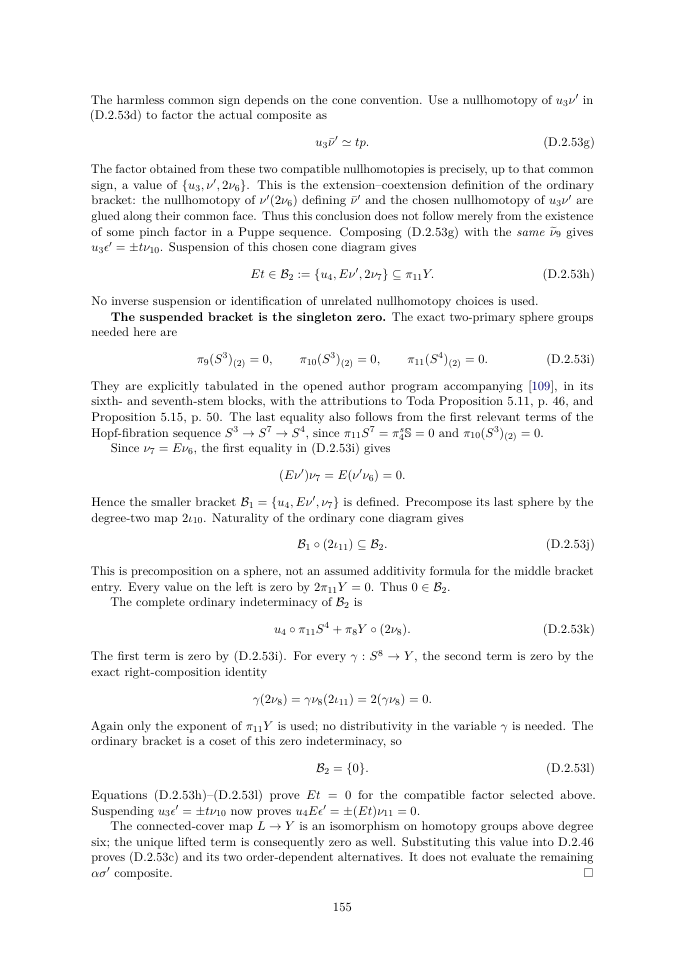 The harmless common sign depends on the cone convention. Use a nullhomotopy of u₃ν′ in
(D.2.53d) to factor the actual composite as
u₃ν̄′ ≃ tp. (D.2.53g)
The factor obtained from these two compatible nullhomotopies is precisely, up to that common
sign, a value of {u₃, ν′, 2ν₆}. This is the extension–coextension definition of the ordinary
bracket: the nullhomotopy of ν′(2ν₆) defining ν̄′ and the chosen nullhomotopy of u₃ν′ are
glued along their common face. Thus this conclusion does not follow merely from the existence
of some pinch factor in a Puppe sequence. Composing (D.2.53g) with the same ν̄₉ gives
u₃ϵ′ = ±tν₁₀. Suspension of this chosen cone diagram gives
Et ∈ ℬ₂ := {u₄, Eν′, 2ν₇} ⊆ π₁₁Y. (D.2.53h)
No inverse suspension or identification of unrelated nullhomotopy choices is used.
The suspended bracket is the singleton zero. The exact two-primary sphere groups
needed here are
π₉(S³)₍₂₎ = 0, π₁₀(S³)₍₂₎ = 0, π₁₁(S⁴)₍₂₎ = 0. (D.2.53i)
They are explicitly tabulated in the opened author program accompanying [109], in its
sixth- and seventh-stem blocks, with the attributions to Toda Proposition 5.11, p. 46, and
Proposition 5.15, p. 50. The last equality also follows from the first relevant terms of the
Hopf-fibration sequence S³ → S⁷ → S⁴, since π₁₁S⁷ = π₄ˢ𝕊 = 0 and π₁₀(S³)₍₂₎ = 0.
Since ν₇ = Eν₆, the first equality in (D.2.53i) gives
(Eν′)ν₇ = E(ν′ν₆) = 0.
Hence the smaller bracket ℬ₁ = {u₄, Eν′, ν₇} is defined. Precompose its last sphere by the
degree-two map 2ι₁₀. Naturality of the ordinary cone diagram gives
ℬ₁ ∘ (2ι₁₁) ⊆ ℬ₂. (D.2.53j)
This is precomposition on a sphere, not an assumed additivity formula for the middle bracket
entry. Every value on the left is zero by 2π₁₁Y = 0. Thus 0 ∈ ℬ₂.
The complete ordinary indeterminacy of ℬ₂ is
u₄ ∘ π₁₁S⁴ + π₈Y ∘ (2ν₈). (D.2.53k)
The first term is zero by (D.2.53i). For every γ : S⁸ → Y, the second term is zero by the
exact right-composition identity
γ(2ν₈) = γν₈(2ι₁₁) = 2(γν₈) = 0.
Again only the exponent of π₁₁Y is used; no distributivity in the variable γ is needed. The
ordinary bracket is a coset of this zero indeterminacy, so
ℬ₂ = {0}. (D.2.53l)
Equations (D.2.53h)–(D.2.53l) prove Et = 0 for the compatible factor selected above.
Suspending u₃ϵ′ = ±tν₁₀ now proves u₄Eϵ′ = ±(Et)ν₁₁ = 0.
The connected-cover map L → Y is an isomorphism on homotopy groups above degree
six; the unique lifted term is consequently zero as well. Substituting this value into D.2.46
proves (D.2.53c) and its two order-dependent alternatives. It does not evaluate the remaining
ασ′ composite. □
155